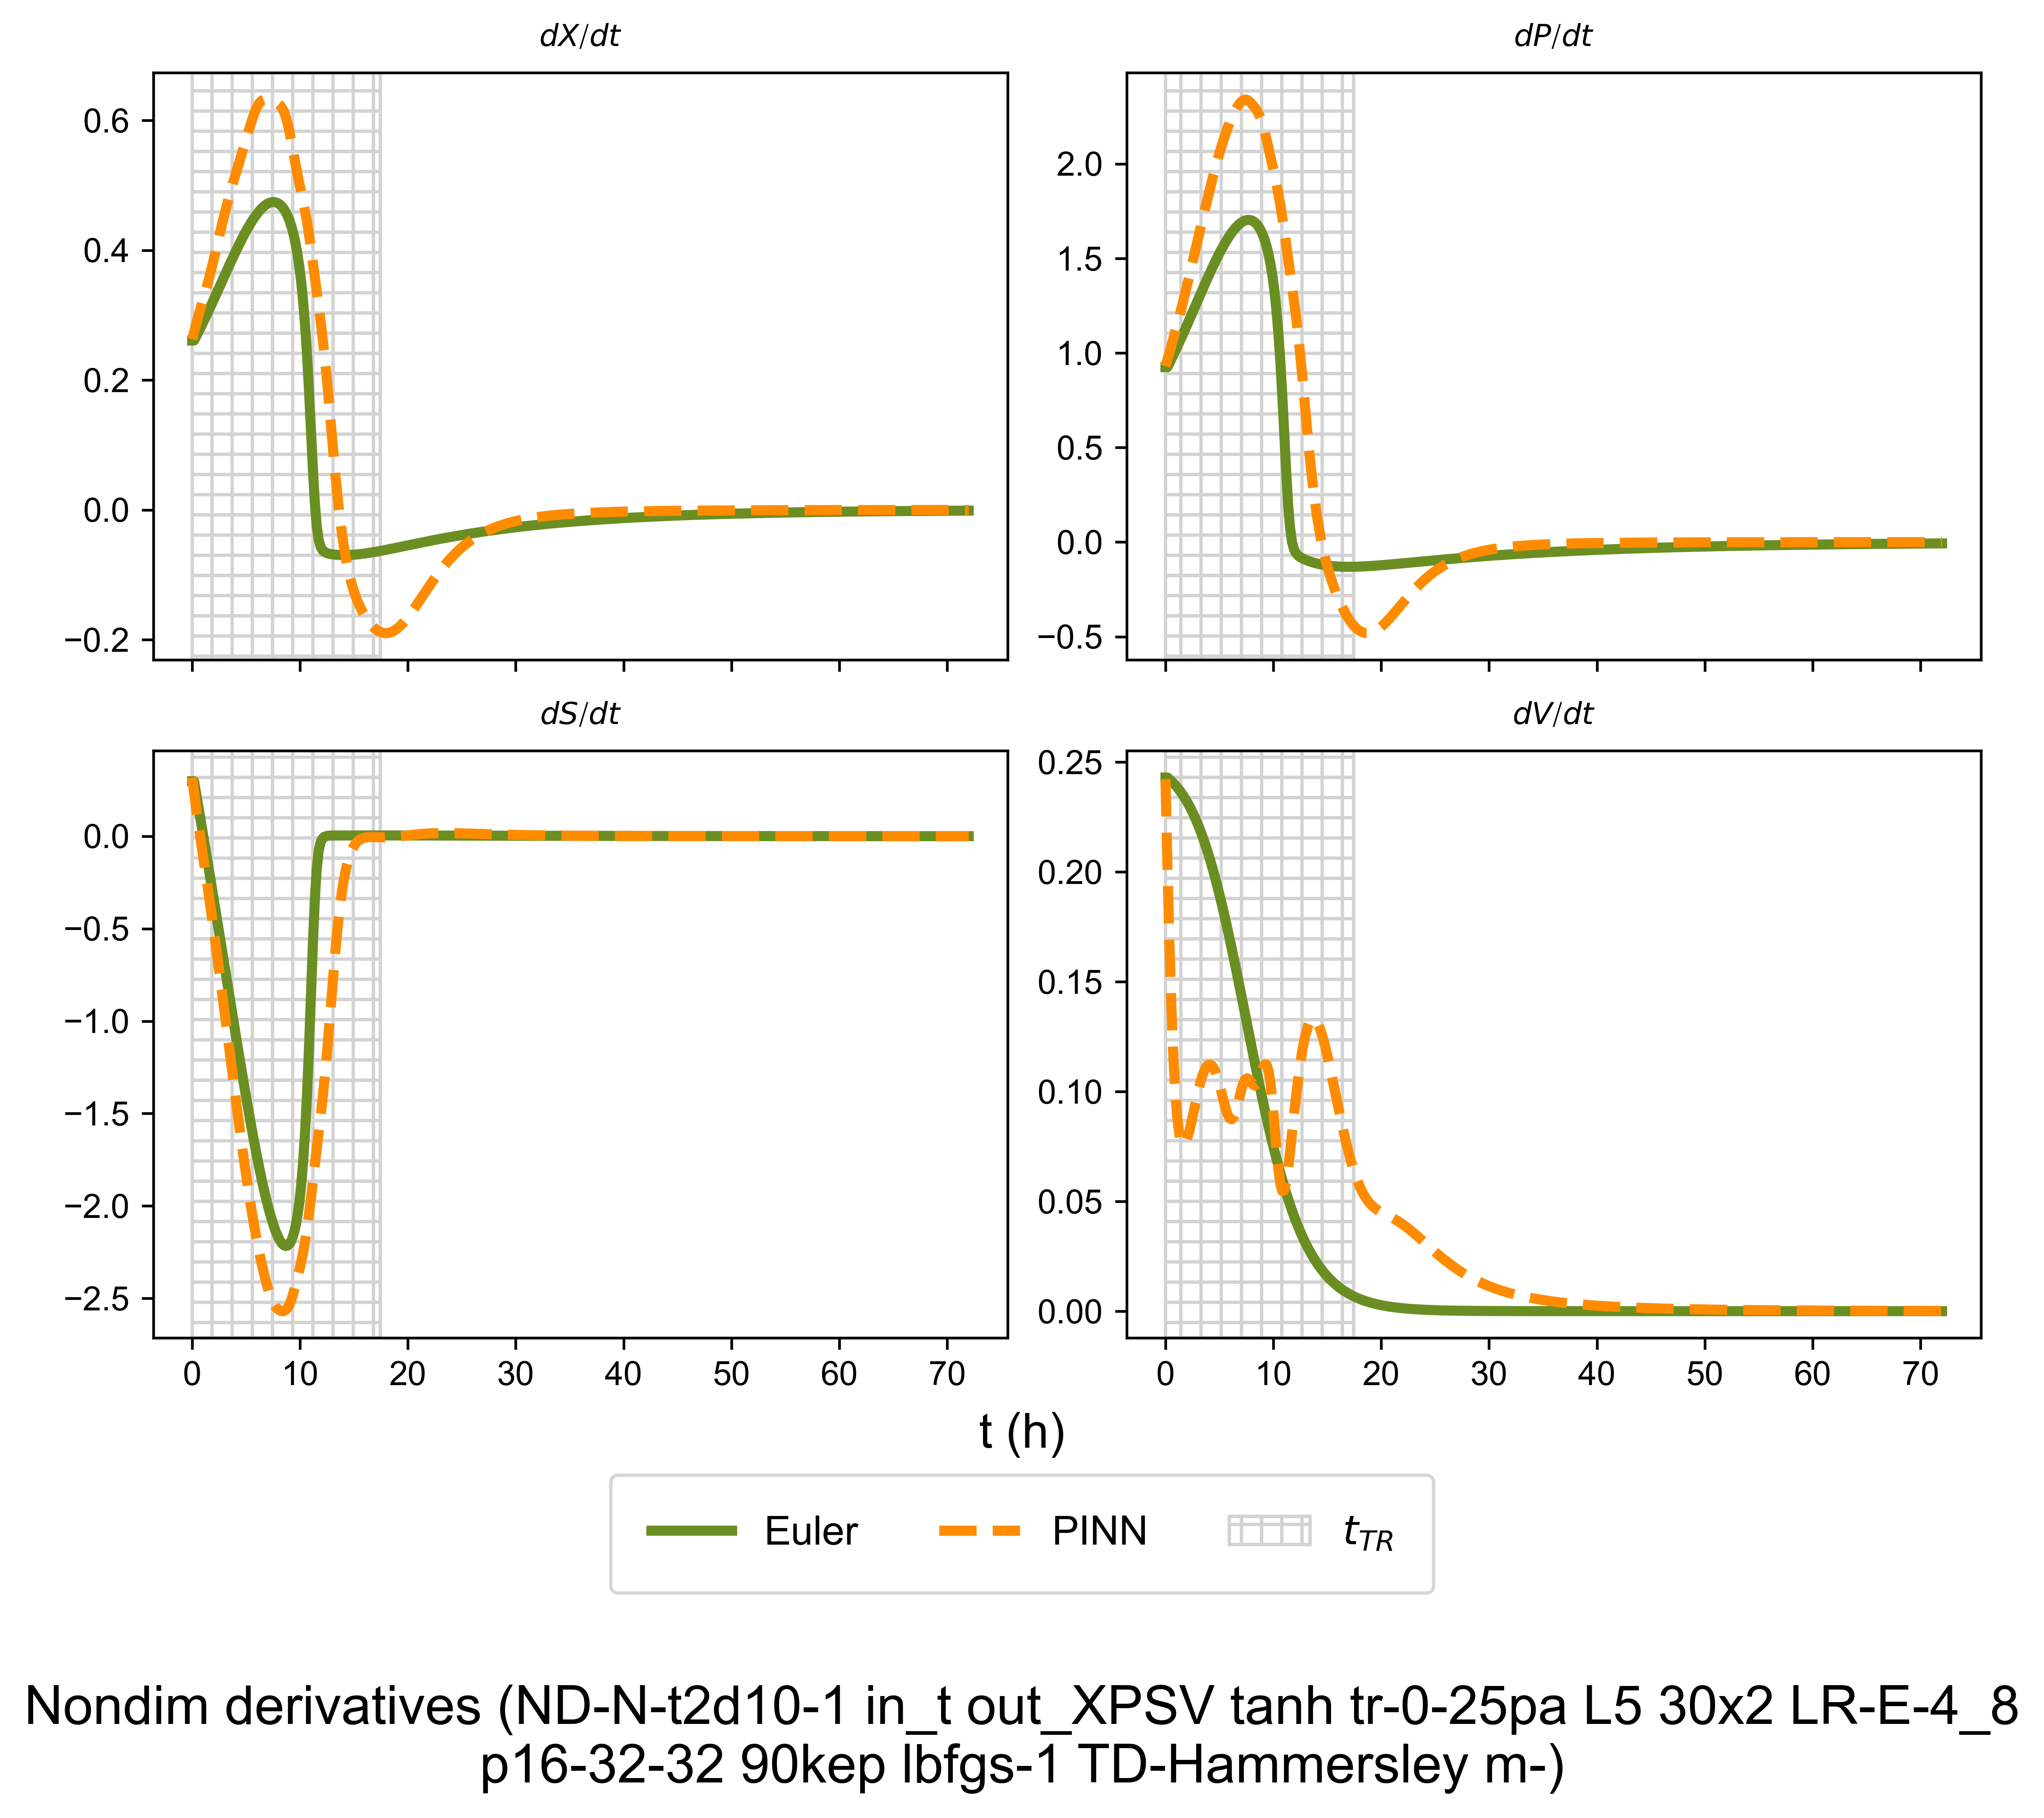 dX/dt
dP/dt
0.6
0.4
0.2
0.0
−0.2
2.0
1.5
1.0
0.5
0.0
−0.5
dS/dt
dV/dt
0.0
−0.5
−1.0
−1.5
−2.0
−2.5
0 10 20 30 40 50 60 70
0.25
0.20
0.15
0.10
0.05
0.00
0 10 20 30 40 50 60 70
t (h)
Euler PINN t_TR
Nondim derivatives (ND-N-t2d10-1 in_t out_XPSV tanh tr-0-25pa L5 30x2 LR-E-4_8
p16-32-32 90kep lbfgs-1 TD-Hammersley m-)